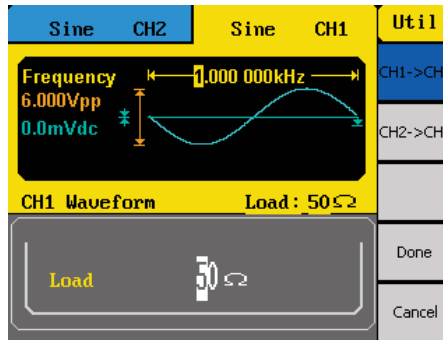 Sine CH2 Sine CH1 Util
Frequency 1.000 000kHz
6.000Vpp
0.0mVdc
CH1 Waveform Load: 50Ω
Load 50 Ω
CH1->CH
CH2->CH
Done
Cancel